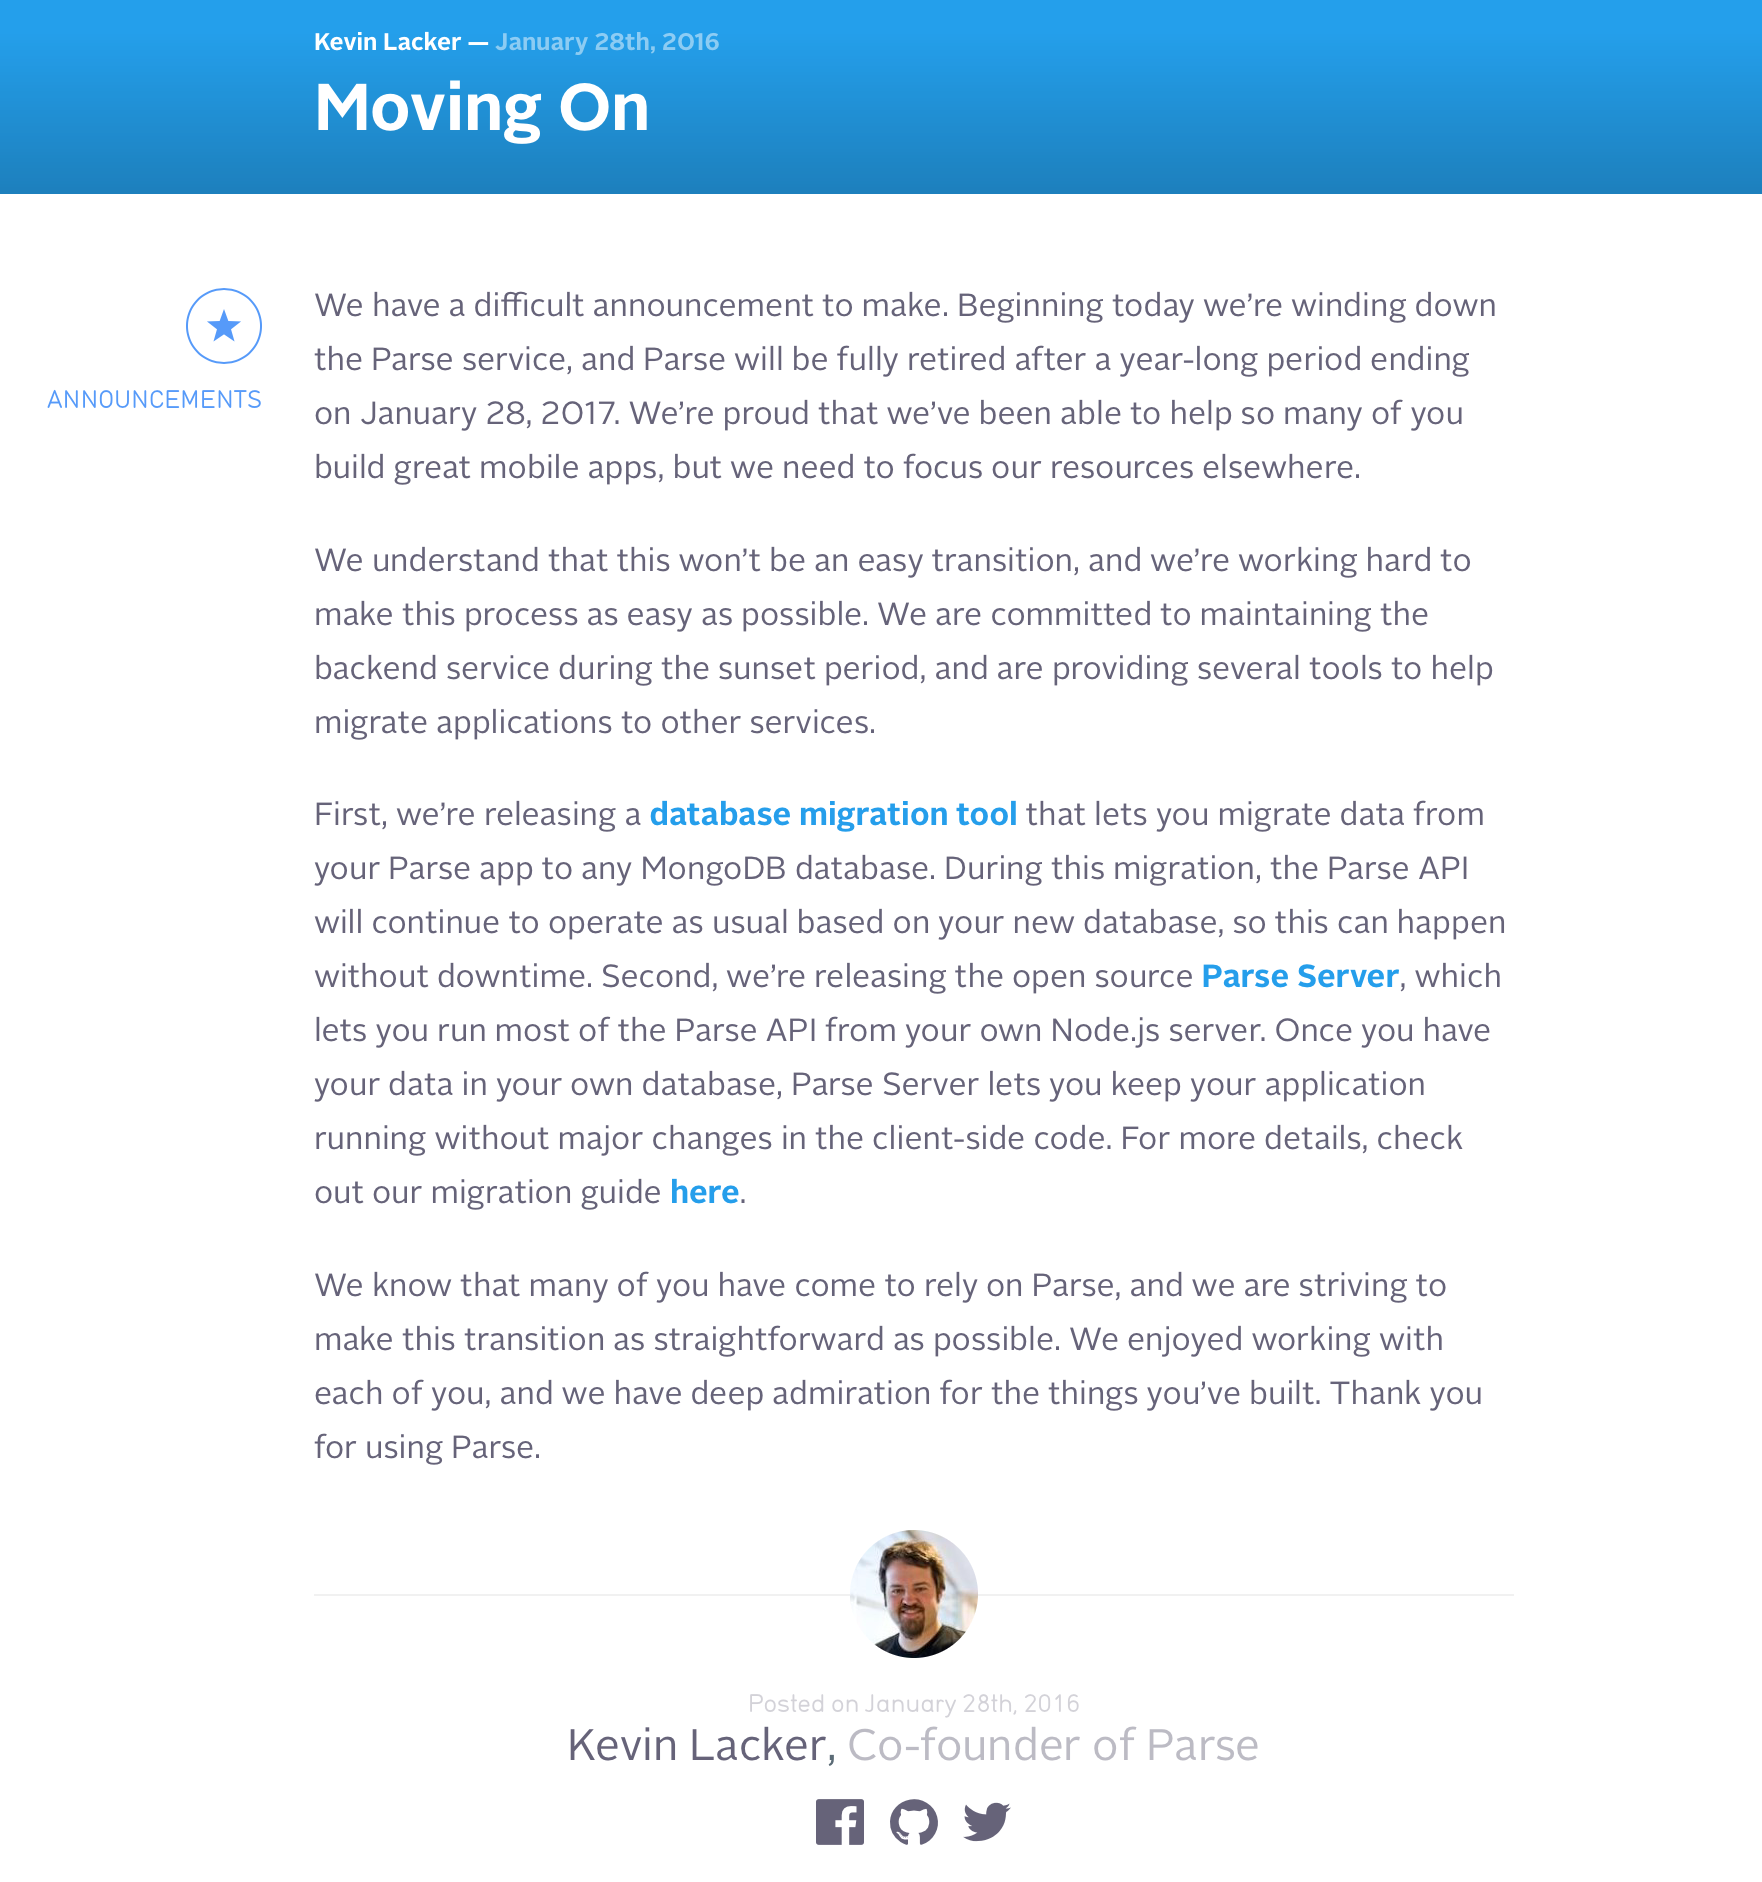 Kevin Lacker — January 28th, 2016
Moving On
ANNOUNCEMENTS
We have a difficult announcement to make. Beginning today we’re winding down
the Parse service, and Parse will be fully retired after a year-long period ending
on January 28, 2017. We’re proud that we’ve been able to help so many of you
build great mobile apps, but we need to focus our resources elsewhere.
We understand that this won’t be an easy transition, and we’re working hard to
make this process as easy as possible. We are committed to maintaining the
backend service during the sunset period, and are providing several tools to help
migrate applications to other services.
First, we’re releasing a database migration tool that lets you migrate data from
your Parse app to any MongoDB database. During this migration, the Parse API
will continue to operate as usual based on your new database, so this can happen
without downtime. Second, we’re releasing the open source Parse Server, which
lets you run most of the Parse API from your own Node.js server. Once you have
your data in your own database, Parse Server lets you keep your application
running without major changes in the client-side code. For more details, check
out our migration guide here.
We know that many of you have come to rely on Parse, and we are striving to
make this transition as straightforward as possible. We enjoyed working with
each of you, and we have deep admiration for the things you’ve built. Thank you
for using Parse.
Posted on January 28th, 2016
Kevin Lacker, Co-founder of Parse